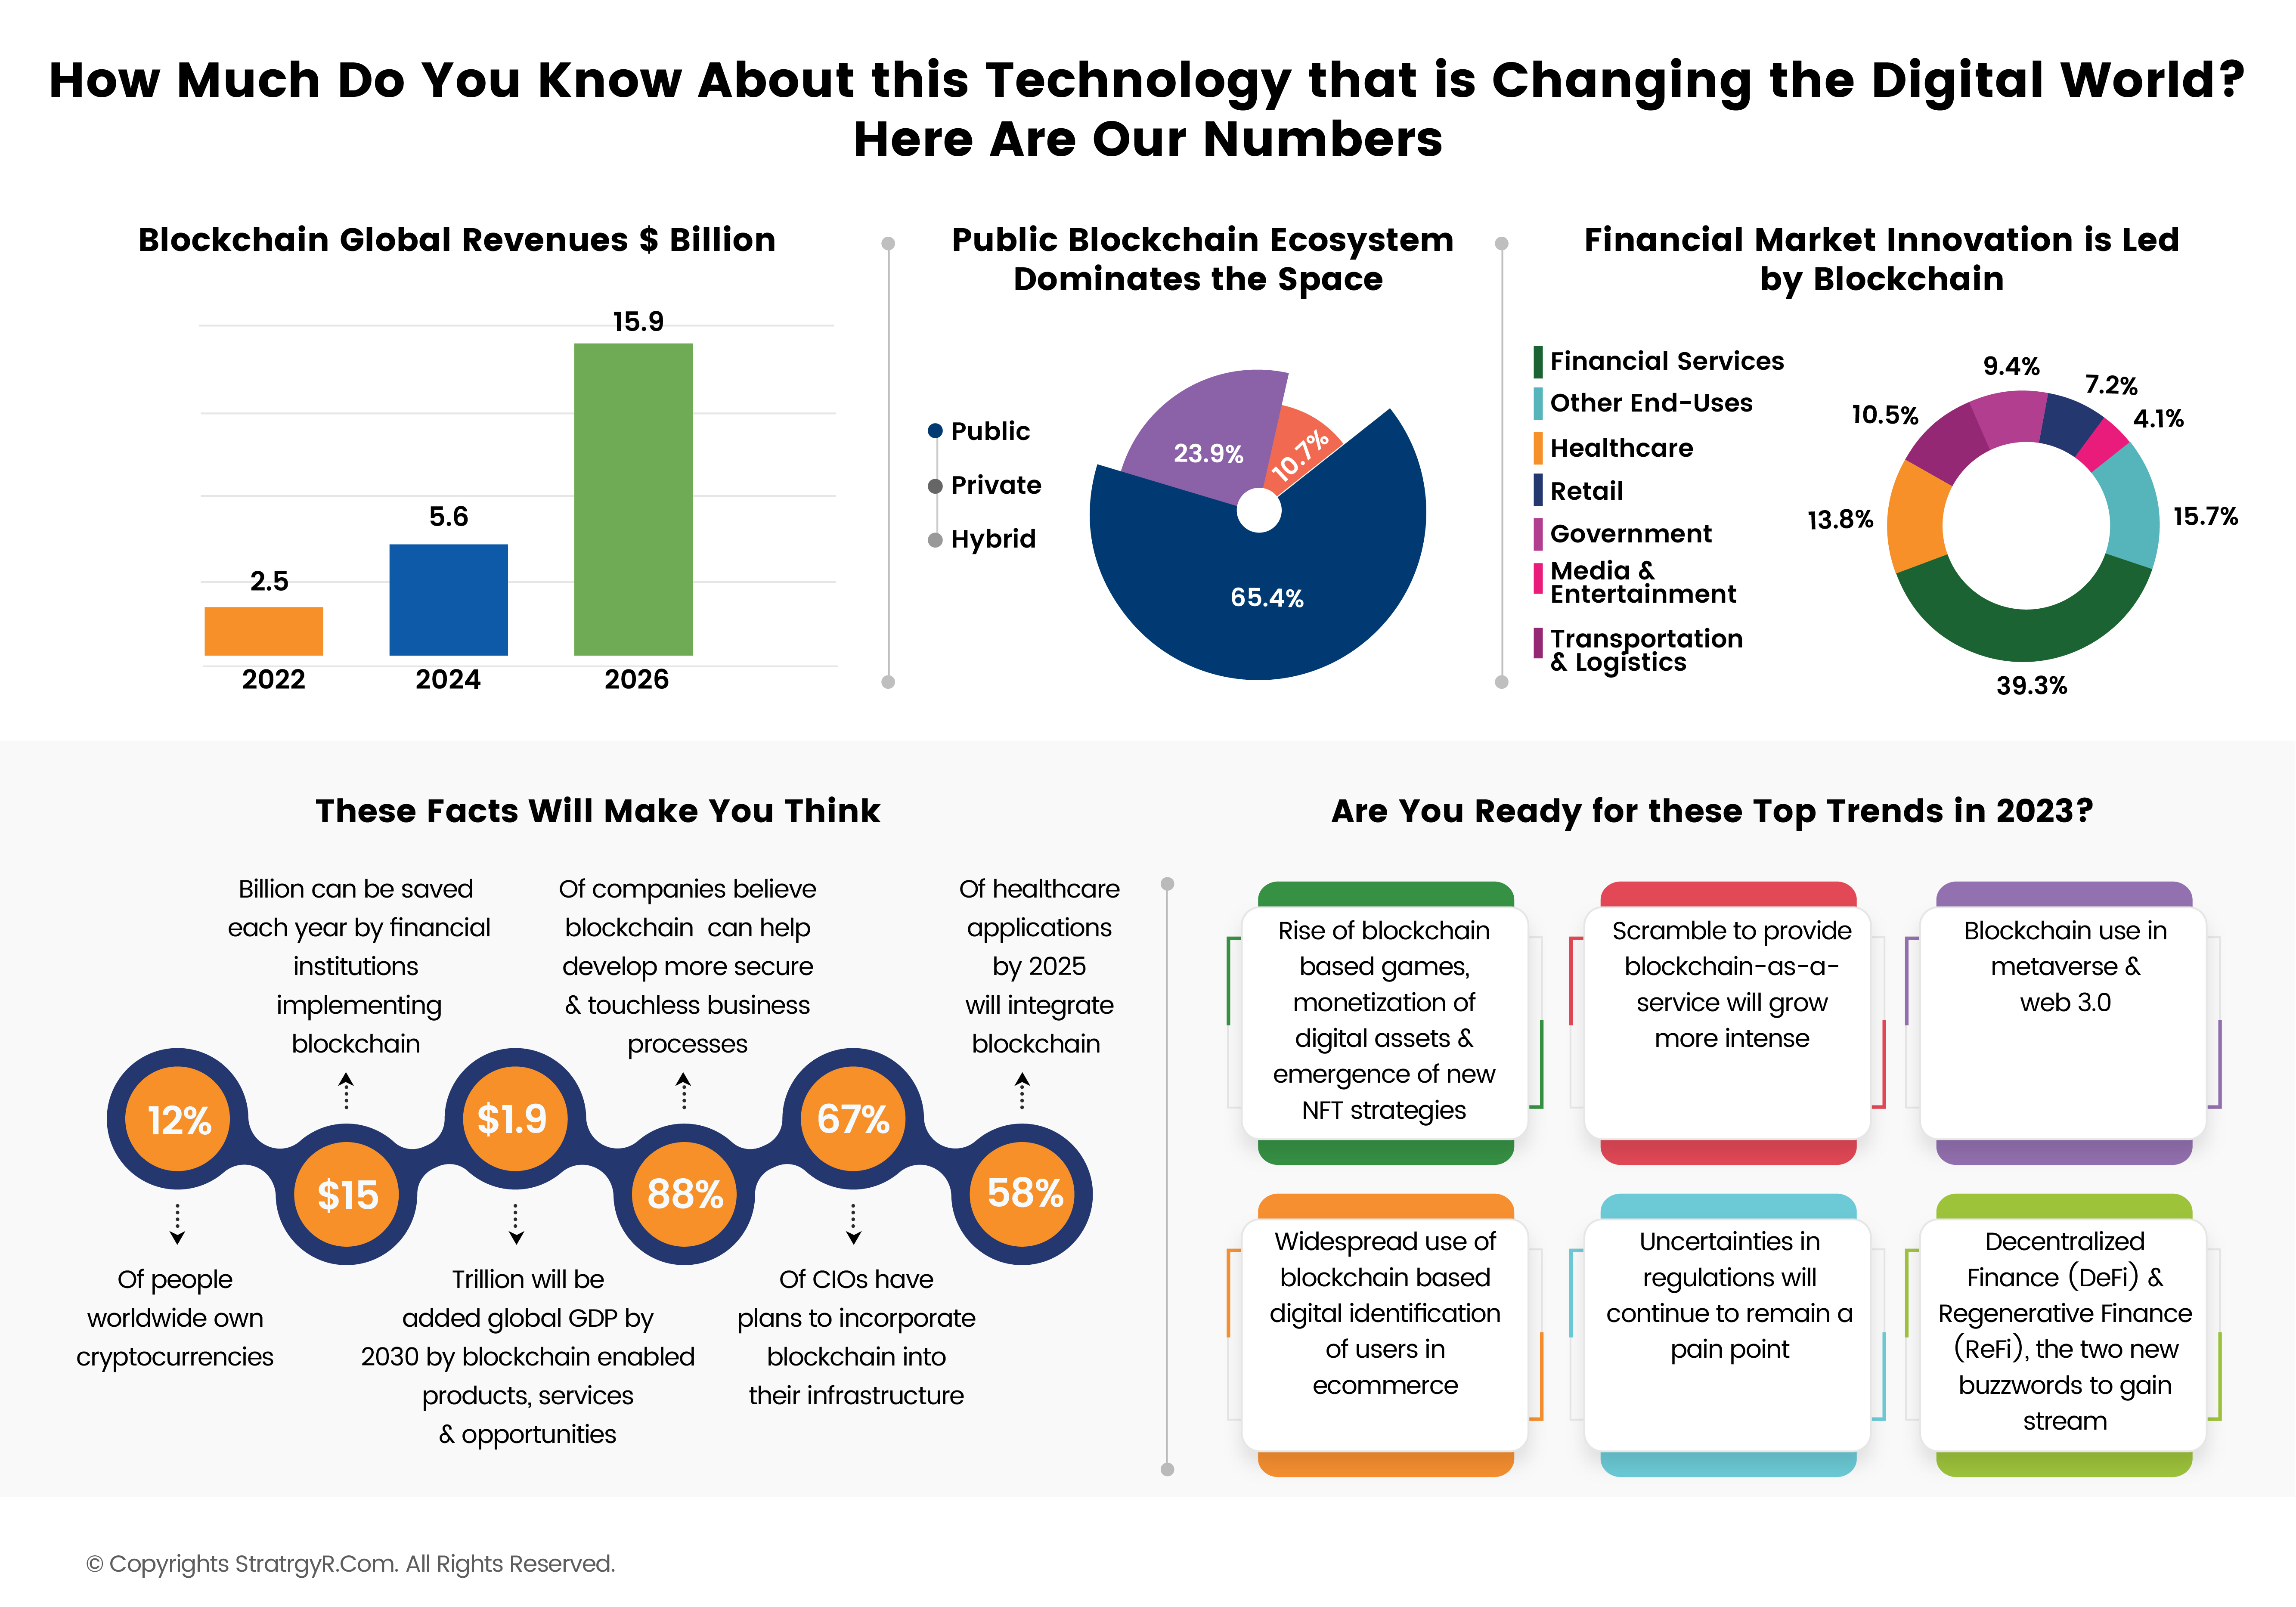 How Much Do You Know About this Technology that is Changing the Digital World?
Here Are Our Numbers
Blockchain Global Revenues $ Billion
15.9
5.6
2.5
2022
2024
2026
Public Blockchain Ecosystem
Dominates the Space
Public
Private
Hybrid
23.9%
10.7%
65.4%
Financial Market Innovation is Led
by Blockchain
Financial Services
Other End-Uses
Healthcare
Retail
Government
Media &
Entertainment
Transportation
& Logistics
9.4%
7.2%
4.1%
10.5%
13.8%
15.7%
39.3%
These Facts Will Make You Think
Billion can be saved
each year by financial
institutions
implementing
blockchain
Of companies believe
blockchain  can help
develop more secure
& touchless business
processes
Of healthcare
applications
by 2025
will integrate
blockchain
12%
$15
$1.9
88%
67%
58%
Of people
worldwide own
cryptocurrencies
Trillion will be
added global GDP by
2030 by blockchain enabled
products, services
& opportunities
Of CIOs have
plans to incorporate
blockchain into
their infrastructure
Are You Ready for these Top Trends in 2023?
Rise of blockchain
based games,
monetization of
digital assets &
emergence of new
NFT strategies
Scramble to provide
blockchain-as-a-
service will grow
more intense
Blockchain use in
metaverse &
web 3.0
Widespread use of
blockchain based
digital identification
of users in
ecommerce
Uncertainties in
regulations will
continue to remain a
pain point
Decentralized
Finance (DeFi) &
Regenerative Finance
(ReFi), the two new
buzzwords to gain
stream
© Copyrights StratrgyR.Com. All Rights Reserved.